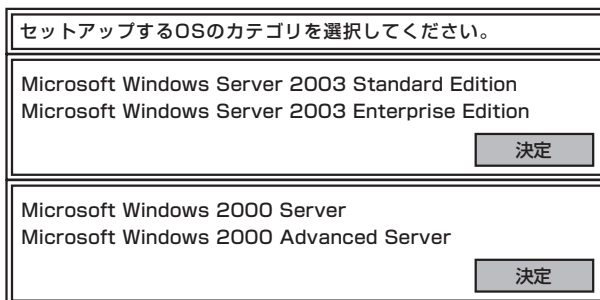 セットアップするOSのカテゴリを選択してください。
Microsoft Windows Server 2003 Standard Edition
Microsoft Windows Server 2003 Enterprise Edition
決定
Microsoft Windows 2000 Server
Microsoft Windows 2000 Advanced Server
決定